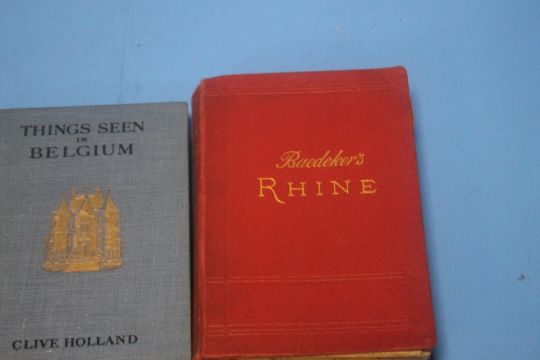 THINGS SEEN
IN
BELGIUM
CLIVE HOLLAND
Baedeker's
RHINE